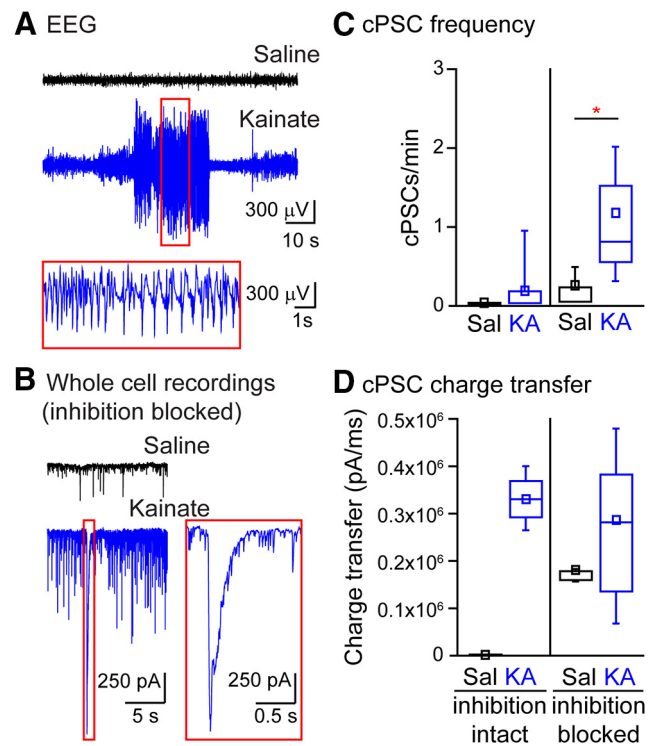 A EEG
Saline
Kainate
300 μV
10 s
300 μV
1s
B Whole cell recordings
(inhibition blocked)
Saline
Kainate
250 pA
5 s
250 pA
0.5 s
C cPSC frequency
cPSCs/min
3
2
1
0
*
Sal KA
Sal KA
D cPSC charge transfer
Charge transfer (pA/ms)
0.5x10⁶
0.4x10⁶
0.3x10⁶
0.2x10⁶
0.1x10⁶
0
Sal KA
inhibition
intact
Sal KA
inhibition
blocked